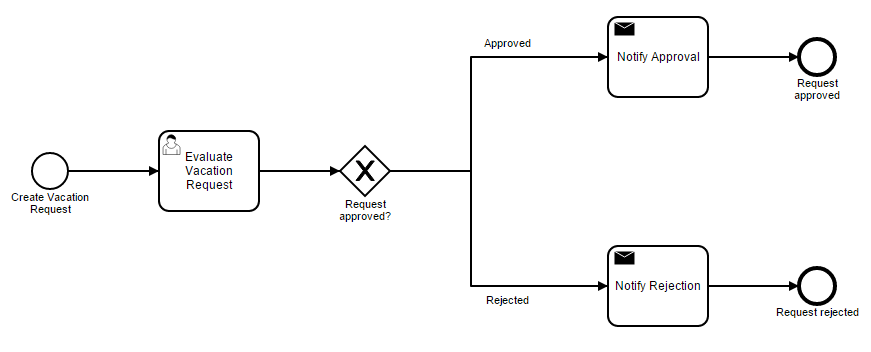 Approved
Notify Approval
Request
approved
Evaluate
Vacation
Request
Create Vacation
Request
Request
approved?
Rejected
Notify Rejection
Request rejected